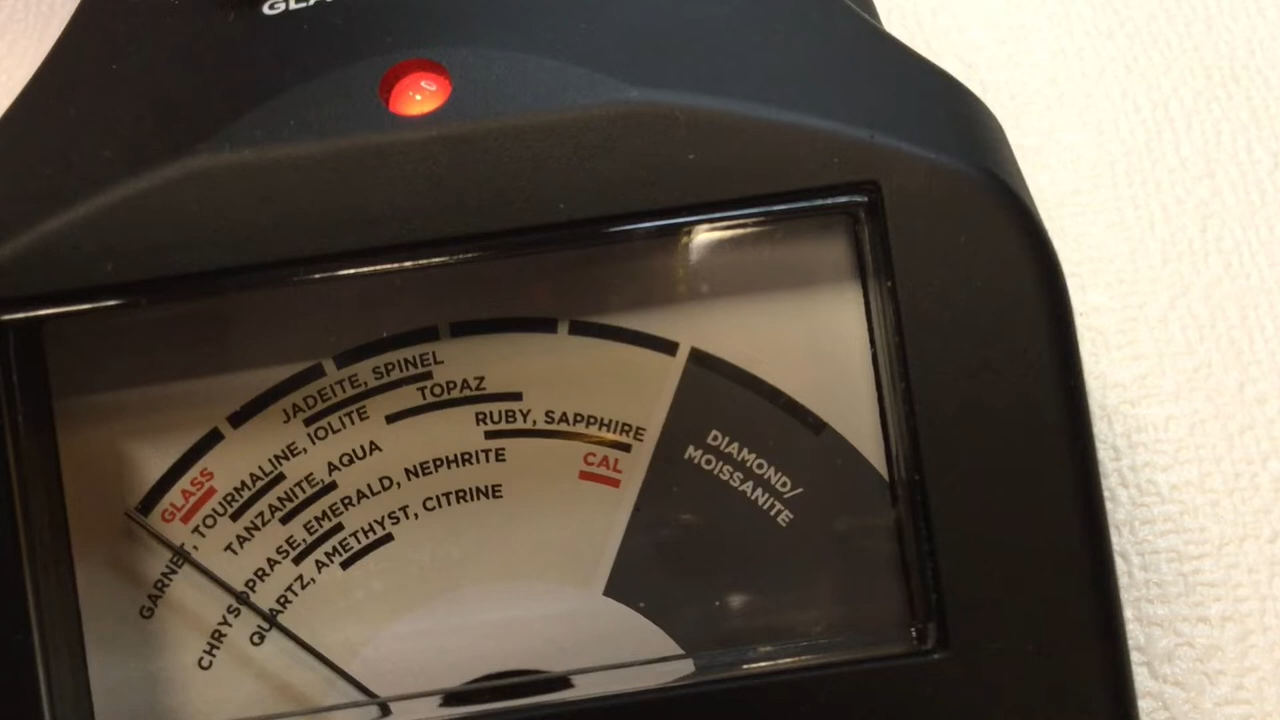 JADEITE, SPINEL
TOPAZ
RUBY, SAPPHIRE
GLASS
GARNET, TOURMALINE, IOLITE
TANZANITE, AQUA
CAL
CHRYSOPRASE, EMERALD, NEPHRITE
QUARTZ, AMETHYST, CITRINE
DIAMOND/
MOISSANITE